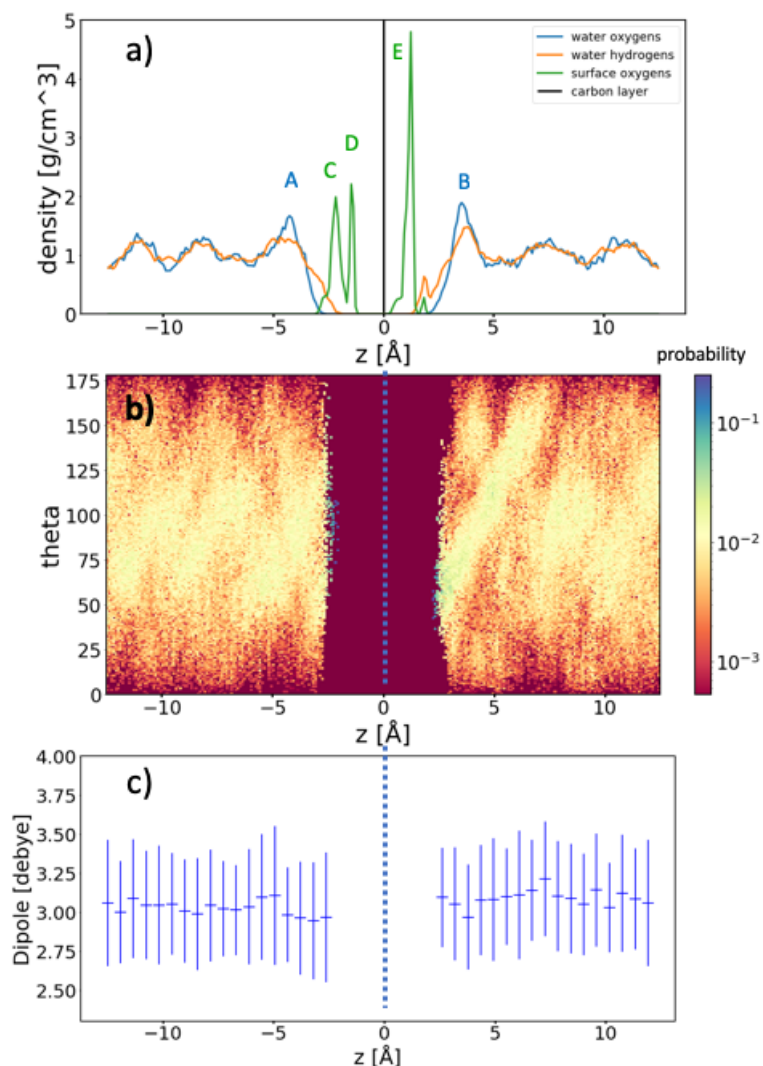 a)
water oxygens
water hydrogens
surface oxygens
carbon layer
E
D
C
A
B
density [g/cm^3]
5
4
3
2
1
0
−10 −5 0 5 10
z [Å]
probability
b)
theta
175
150
125
100
75
50
25
0
−10 −5 0 5 10
z [Å]
10⁻¹
10⁻²
10⁻³
c)
Dipole [debye]
4.00
3.75
3.50
3.25
3.00
2.75
2.50
−10 −5 0 5 10
z [Å]